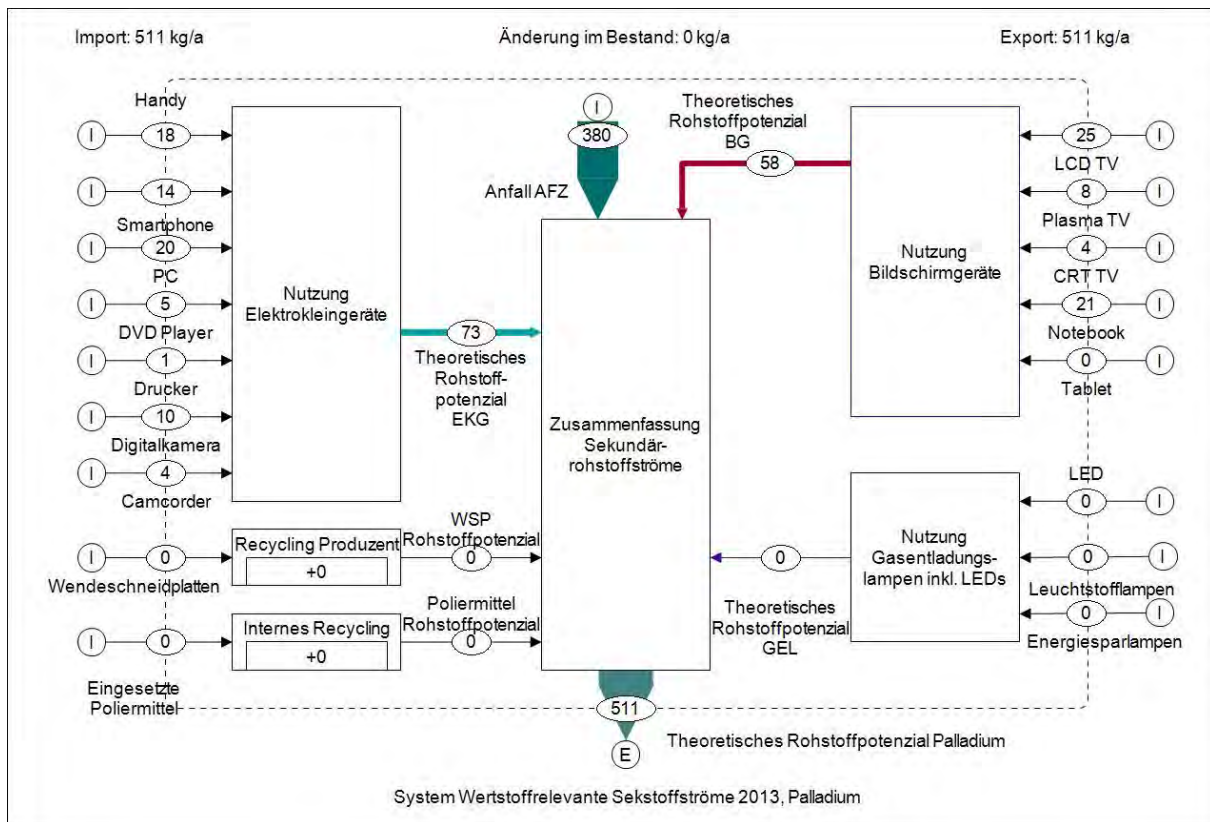 Import: 511 kg/a
Änderung im Bestand: 0 kg/a
Export: 511 kg/a
Handy
I
18
I
14
Smartphone
I
20
PC
I
5
DVD Player
I
1
Drucker
I
10
Digitalkamera
I
4
Camcorder
Nutzung
Elektrokleingeräte
73
Theoretisches
Rohstoff-
potenzial
EKG
I
380
Anfall AFZ
Theoretisches
Rohstoffpotenzial
BG
58
Nutzung
Bildschirmgeräte
25
I
LCD TV
8
I
Plasma TV
4
I
CRT TV
21
I
Notebook
0
I
Tablet
Zusammenfassung
Sekundär-
rohstoffströme
I
0
Wendeschneidplatten
Recycling Produzent
+0
WSP
Rohstoffpotenzial
0
I
0
Eingesetzte
Poliermittel
Internes Recycling
+0
Poliermittel
Rohstoffpotenzial
0
LED
0
I
0
I
Leuchtstofflampen
0
I
Energiesparlampen
Nutzung
Gasentladungs-
lampen inkl. LEDs
0
Theoretisches
Rohstoffpotenzial
GEL
511
E
Theoretisches Rohstoffpotenzial Palladium
System Wertstoffrelevante Sekstoffströme 2013, Palladium